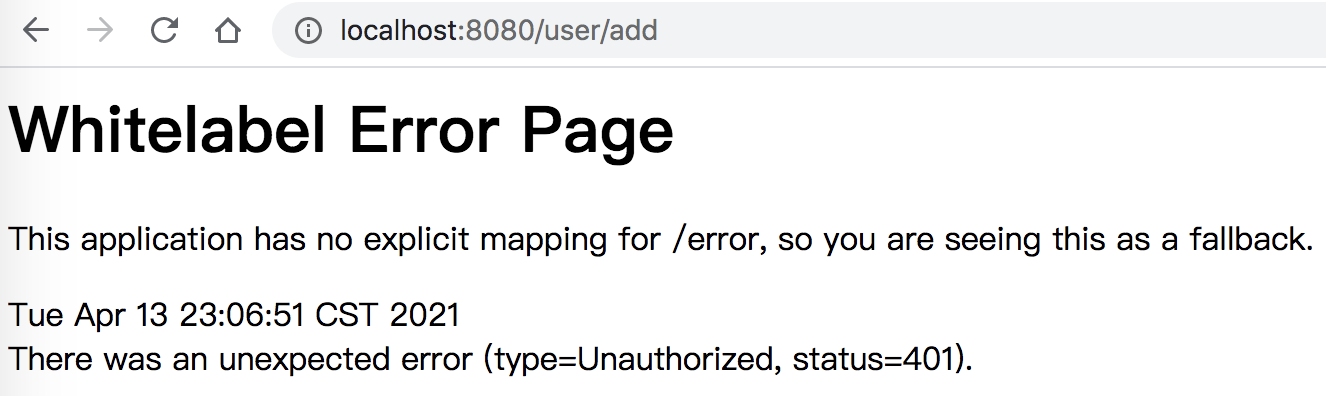 localhost:8080/user/add
Whitelabel Error Page
This application has no explicit mapping for /error, so you are seeing this as a fallback.
Tue Apr 13 23:06:51 CST 2021
There was an unexpected error (type=Unauthorized, status=401).